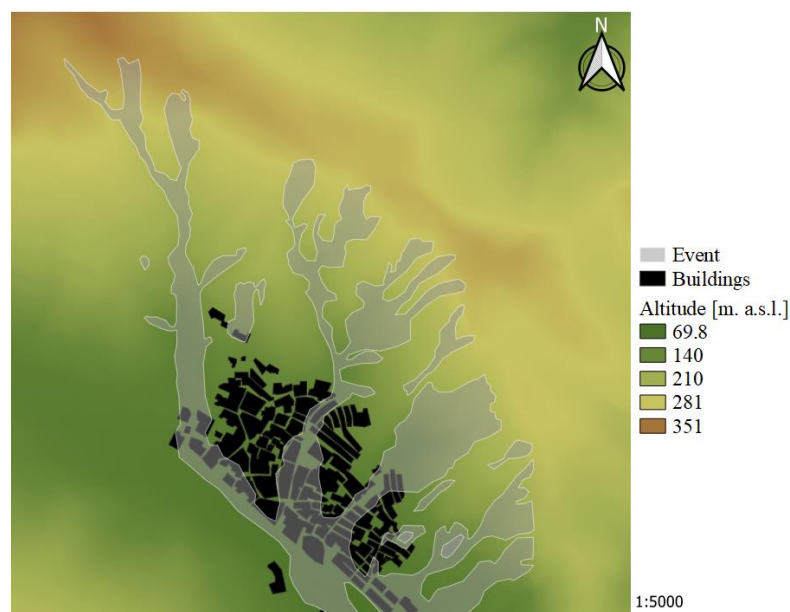 N
Event
Buildings
Altitude [m. a.s.l.]
69.8
140
210
281
351
1:5000